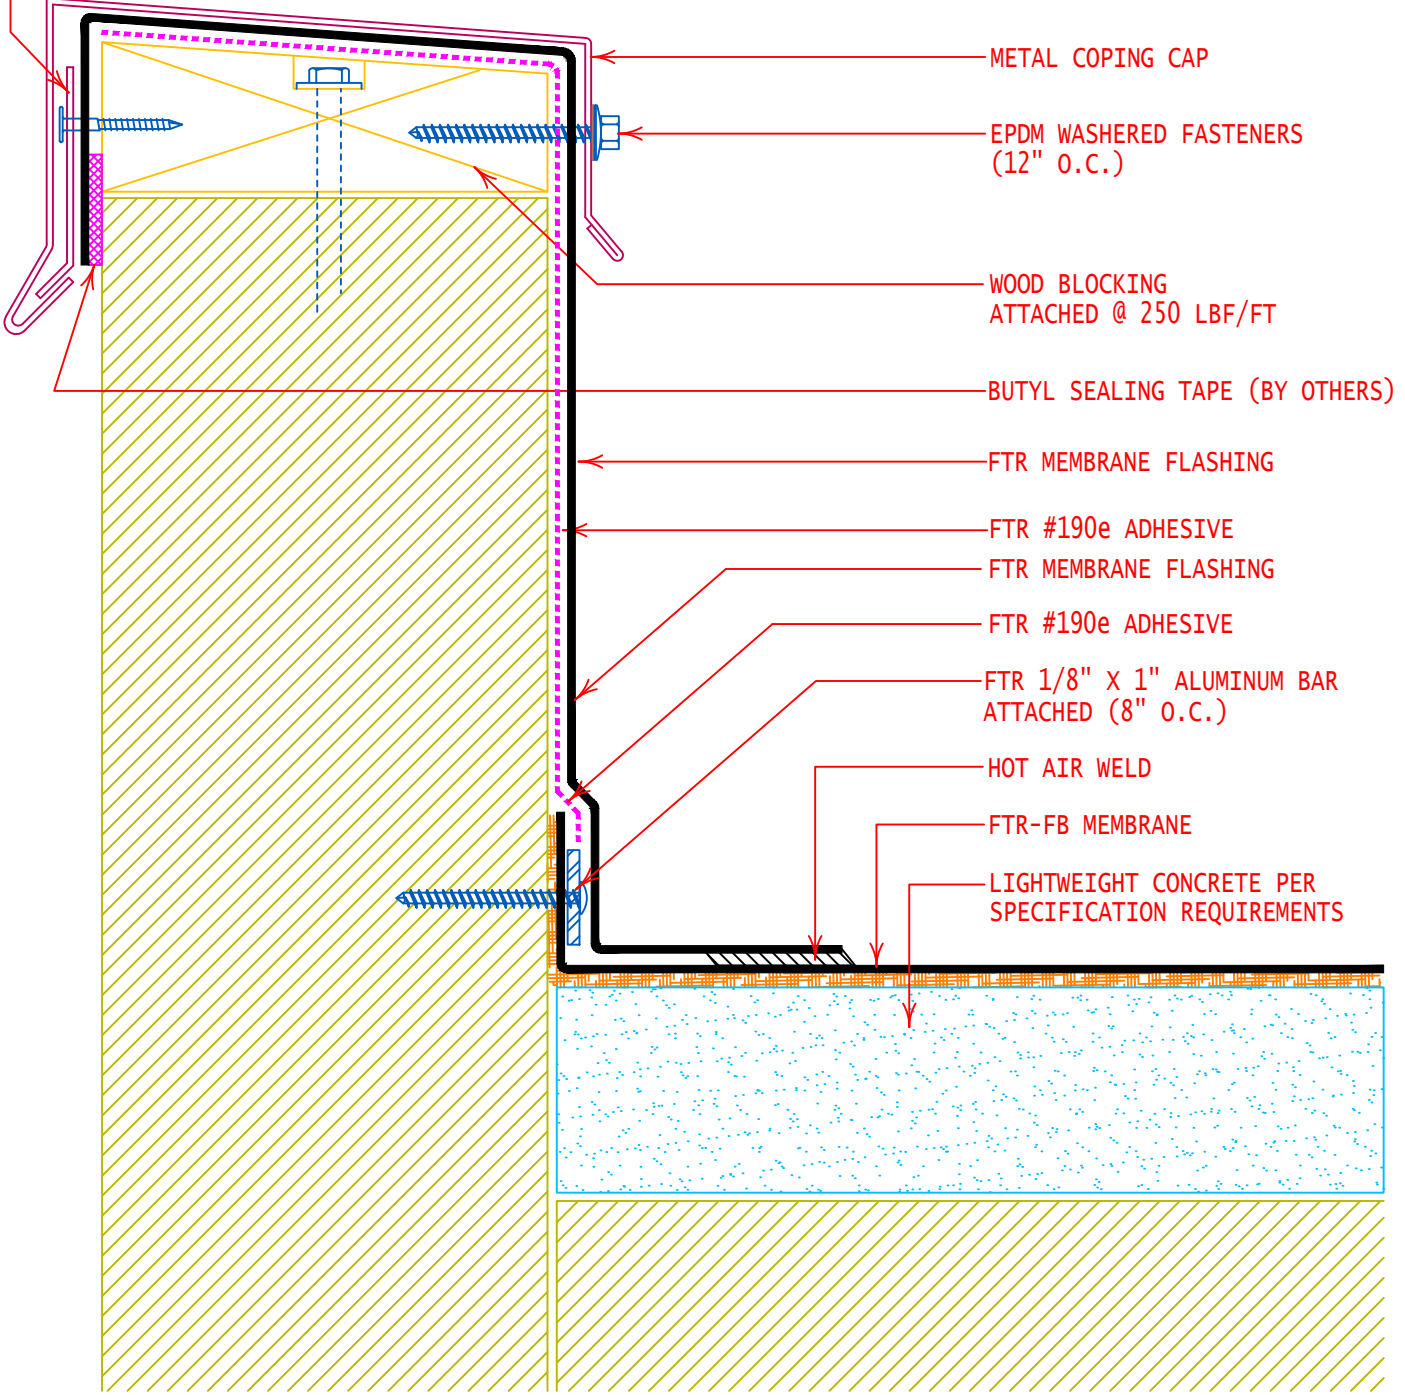 METAL COPING CAP
EPDM WASHERED FASTENERS
(12" O.C.)
WOOD BLOCKING
ATTACHED @ 250 LBF/FT
BUTYL SEALING TAPE (BY OTHERS)
FTR MEMBRANE FLASHING
FTR #190e ADHESIVE
FTR MEMBRANE FLASHING
FTR #190e ADHESIVE
FTR 1/8" X 1" ALUMINUM BAR
ATTACHED (8" O.C.)
HOT AIR WELD
FTR-FB MEMBRANE
LIGHTWEIGHT CONCRETE PER
SPECIFICATION REQUIREMENTS